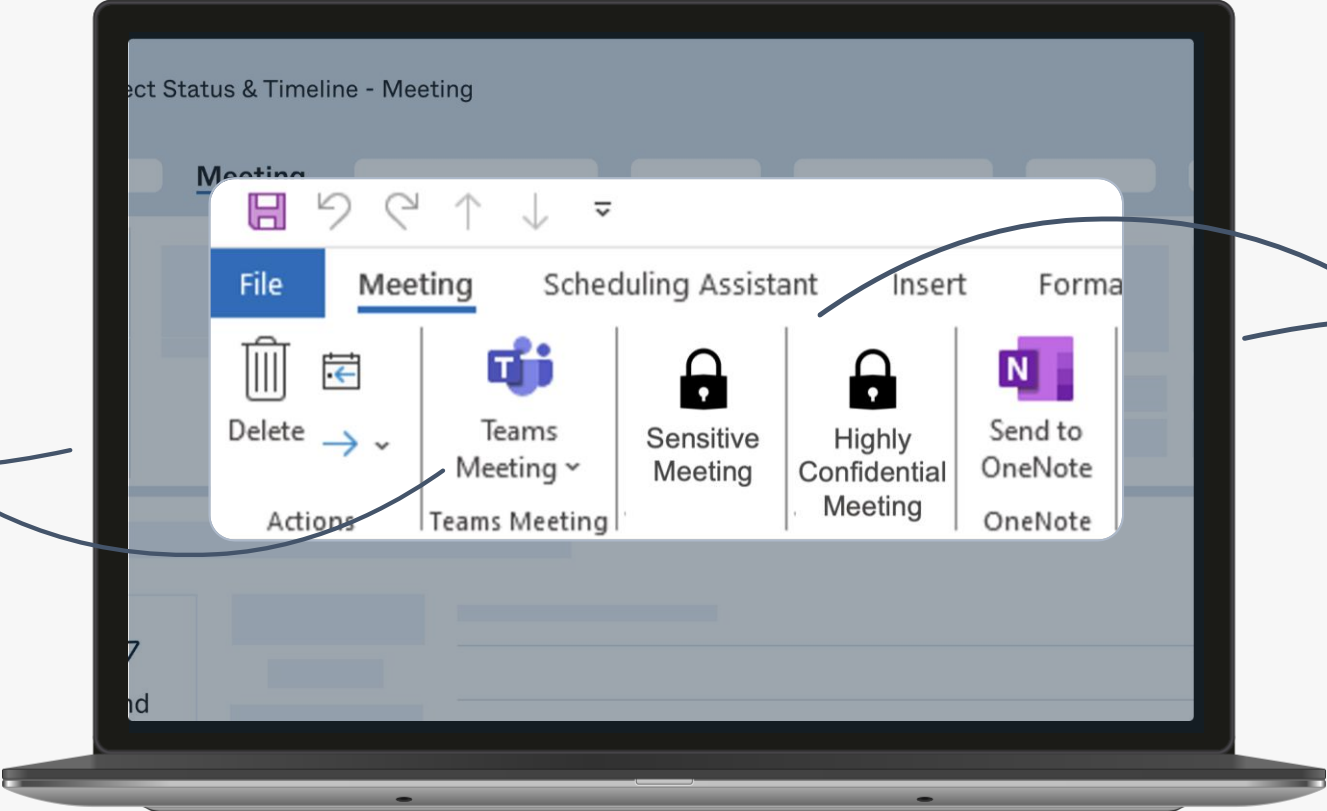 ect Status & Timeline - Meeting
Meeting
File Meeting Scheduling Assistant Insert Forma
T
N
Delete
Teams
Meeting
Sensitive
Meeting
Highly
Confidential
Meeting
Send to
OneNote
Actions
Teams Meeting
OneNote
7
nd